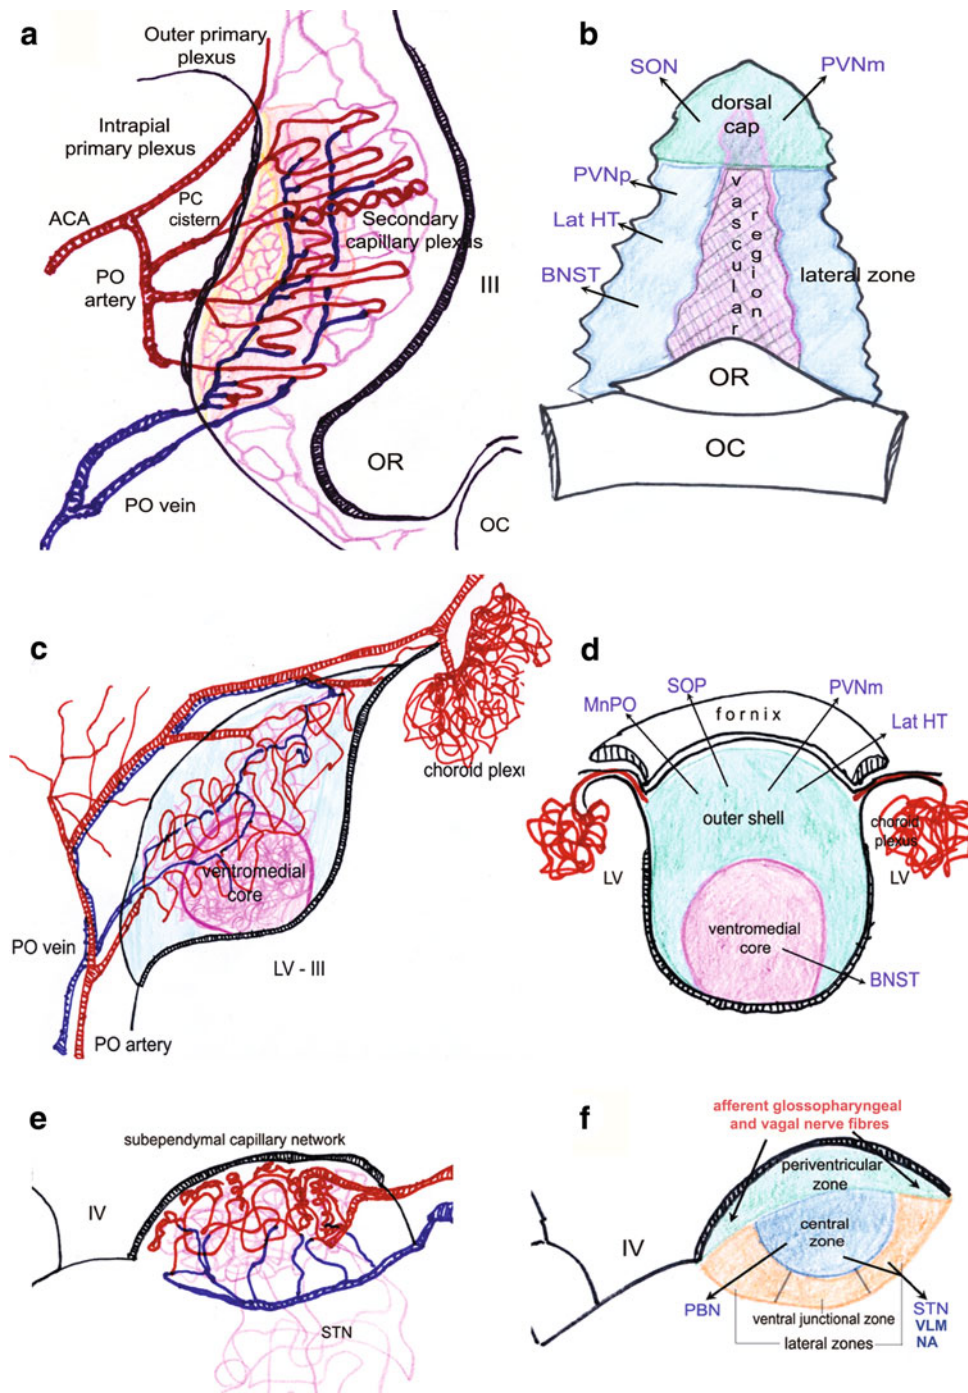 a
Outer primary
plexus
Intrapial
primary plexus
PC
cistern
ACA
PO
artery
Secondary
capillary plexus
III
OR
PO vein
OC
b
SON
PVNm
dorsal
cap
PVNp
Lat HT
BNST
vascular
region
lateral zone
OR
OC
c
choroid plexu
ventromedial
core
PO vein
LV - III
PO artery
d
MnPO
SOP
PVNm
fornix
Lat HT
outer shell
choroid
plexus
LV
LV
ventromedial
core
BNST
e
subependymal capillary network
IV
STN
f
afferent glossopharyngeal
and vagal nerve fibres
periventricular
zone
central
zone
IV
PBN
STN
ventral junctional zone
VLM
lateral zones
NA